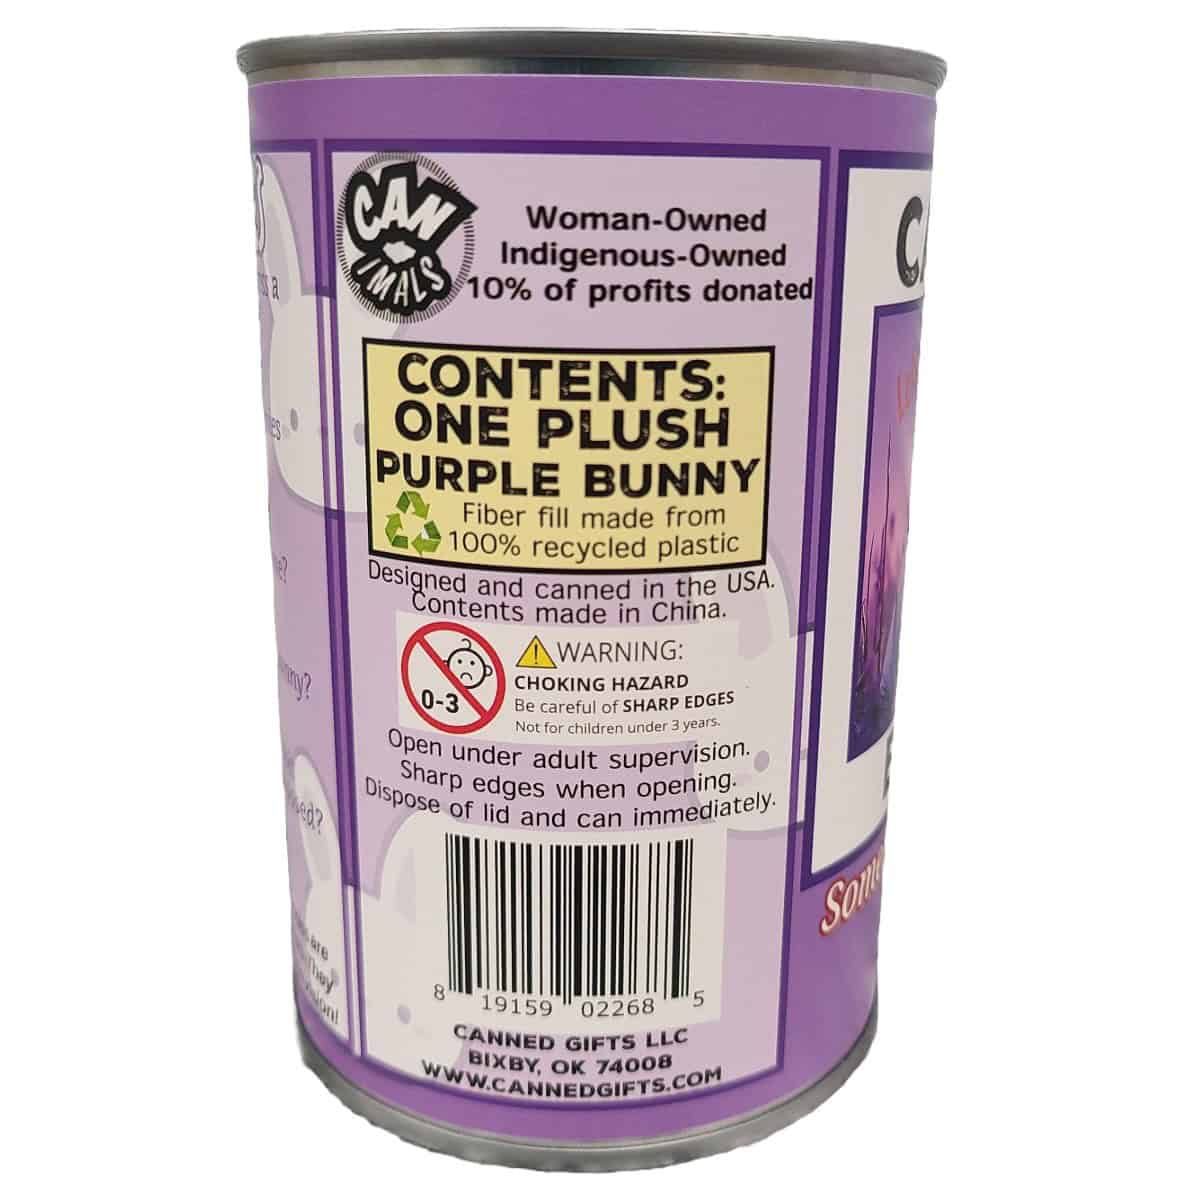 CAN
IMALS
Woman-Owned
Indigenous-Owned
10% of profits donated
CONTENTS:
ONE PLUSH
PURPLE BUNNY
Fiber fill made from
100% recycled plastic
Designed and canned in the USA.
Contents made in China.
0-3
WARNING:
CHOKING HAZARD
Be careful of SHARP EDGES
Not for children under 3 years.
Open under adult supervision.
Sharp edges when opening.
Dispose of lid and can immediately.
8 19159 02268 5
CANNED GIFTS LLC
BIXBY, OK 74008
WWW.CANNEDGIFTS.COM
a
are